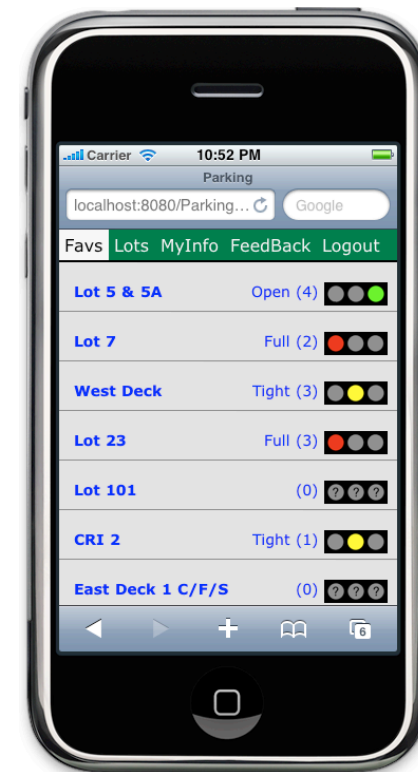 Carrier 10:52 PM
Parking
localhost:8080/Parking... Google
Favs Lots MyInfo FeedBack Logout
Lot 5 & 5A Open (4)
Lot 7 Full (2)
West Deck Tight (3)
Lot 23 Full (3)
Lot 101 (0) ? ? ?
CRI 2 Tight (1)
East Deck 1 C/F/S (0) ? ? ?
6